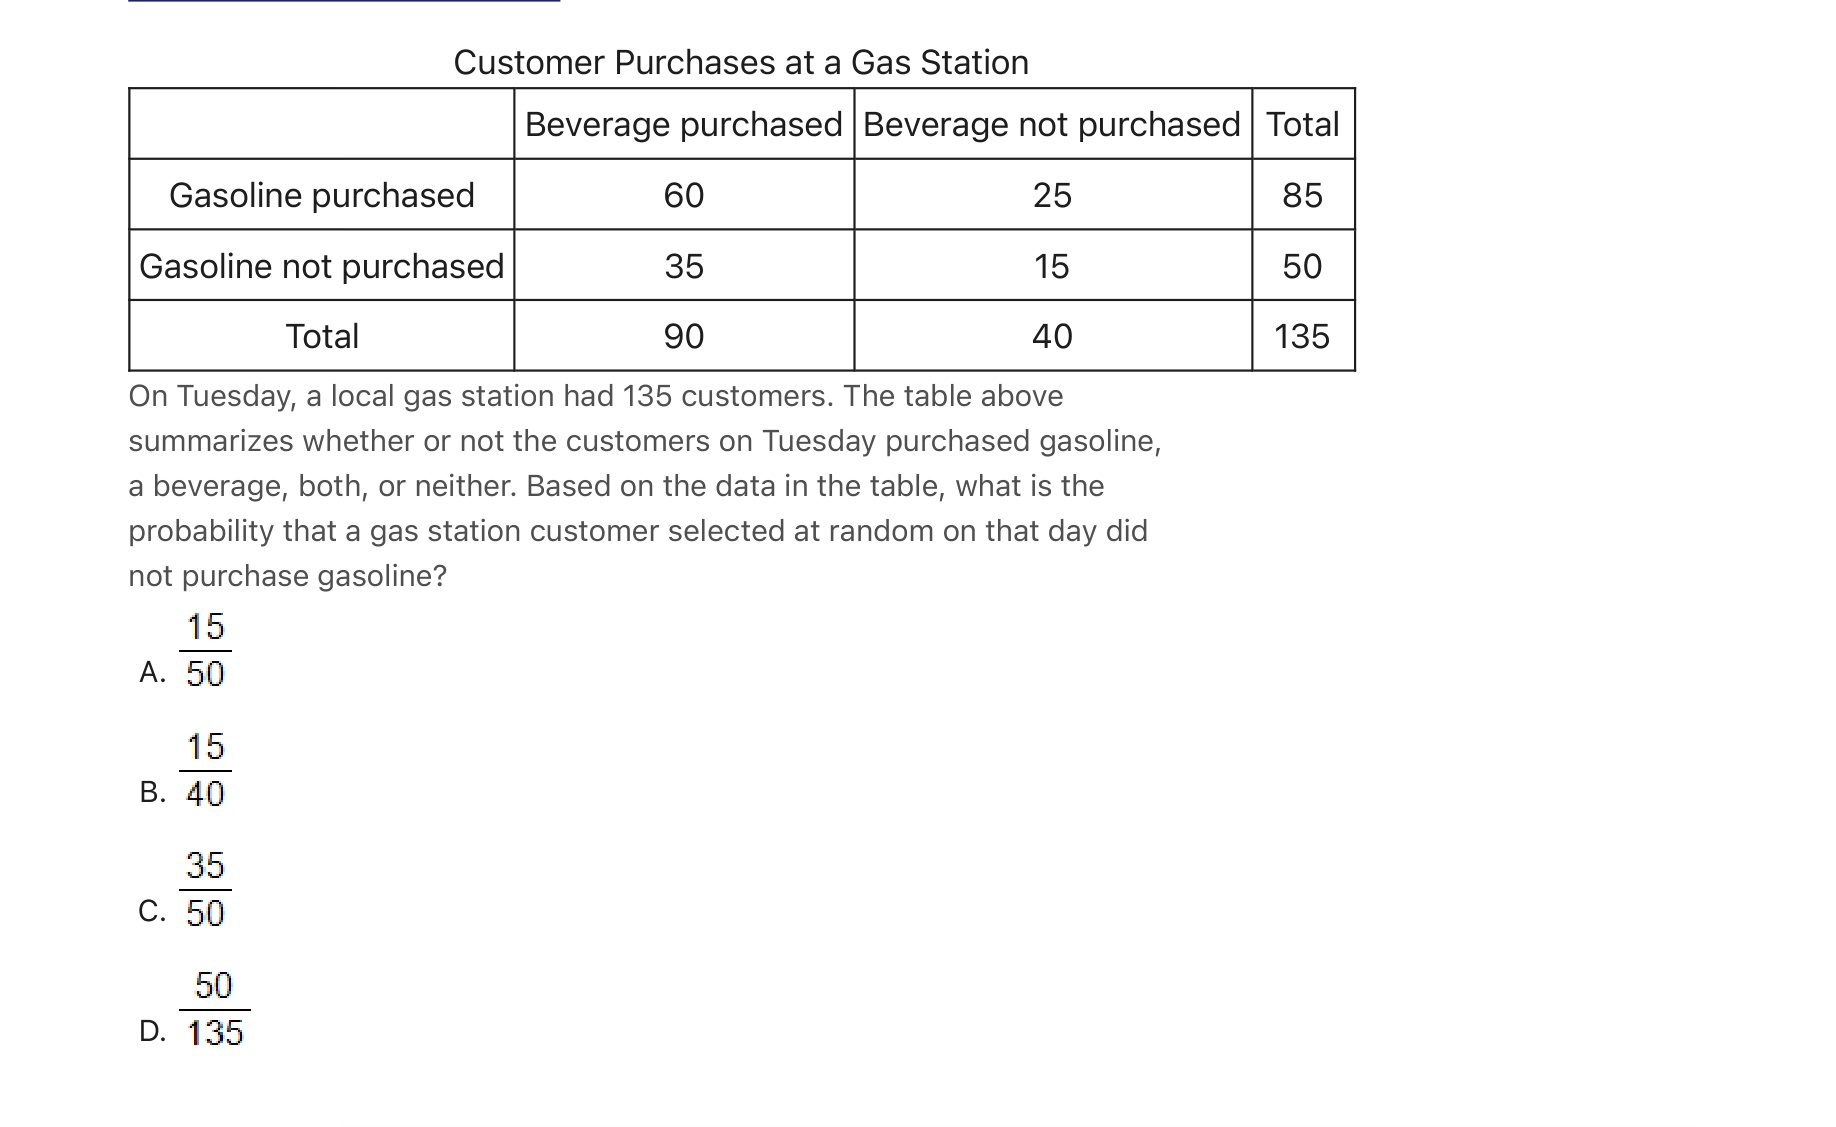 Customer Purchases at a Gas Station
Beverage purchased Beverage not purchased Total
Gasoline purchased 60 25 85
Gasoline not purchased 35 15 50
Total 90 40 135
On Tuesday, a local gas station had 135 customers. The table above
summarizes whether or not the customers on Tuesday purchased gasoline,
a beverage, both, or neither. Based on the data in the table, what is the
probability that a gas station customer selected at random on that day did
not purchase gasoline?
15
A. 50
15
B. 40
35
C. 50
50
D. 135